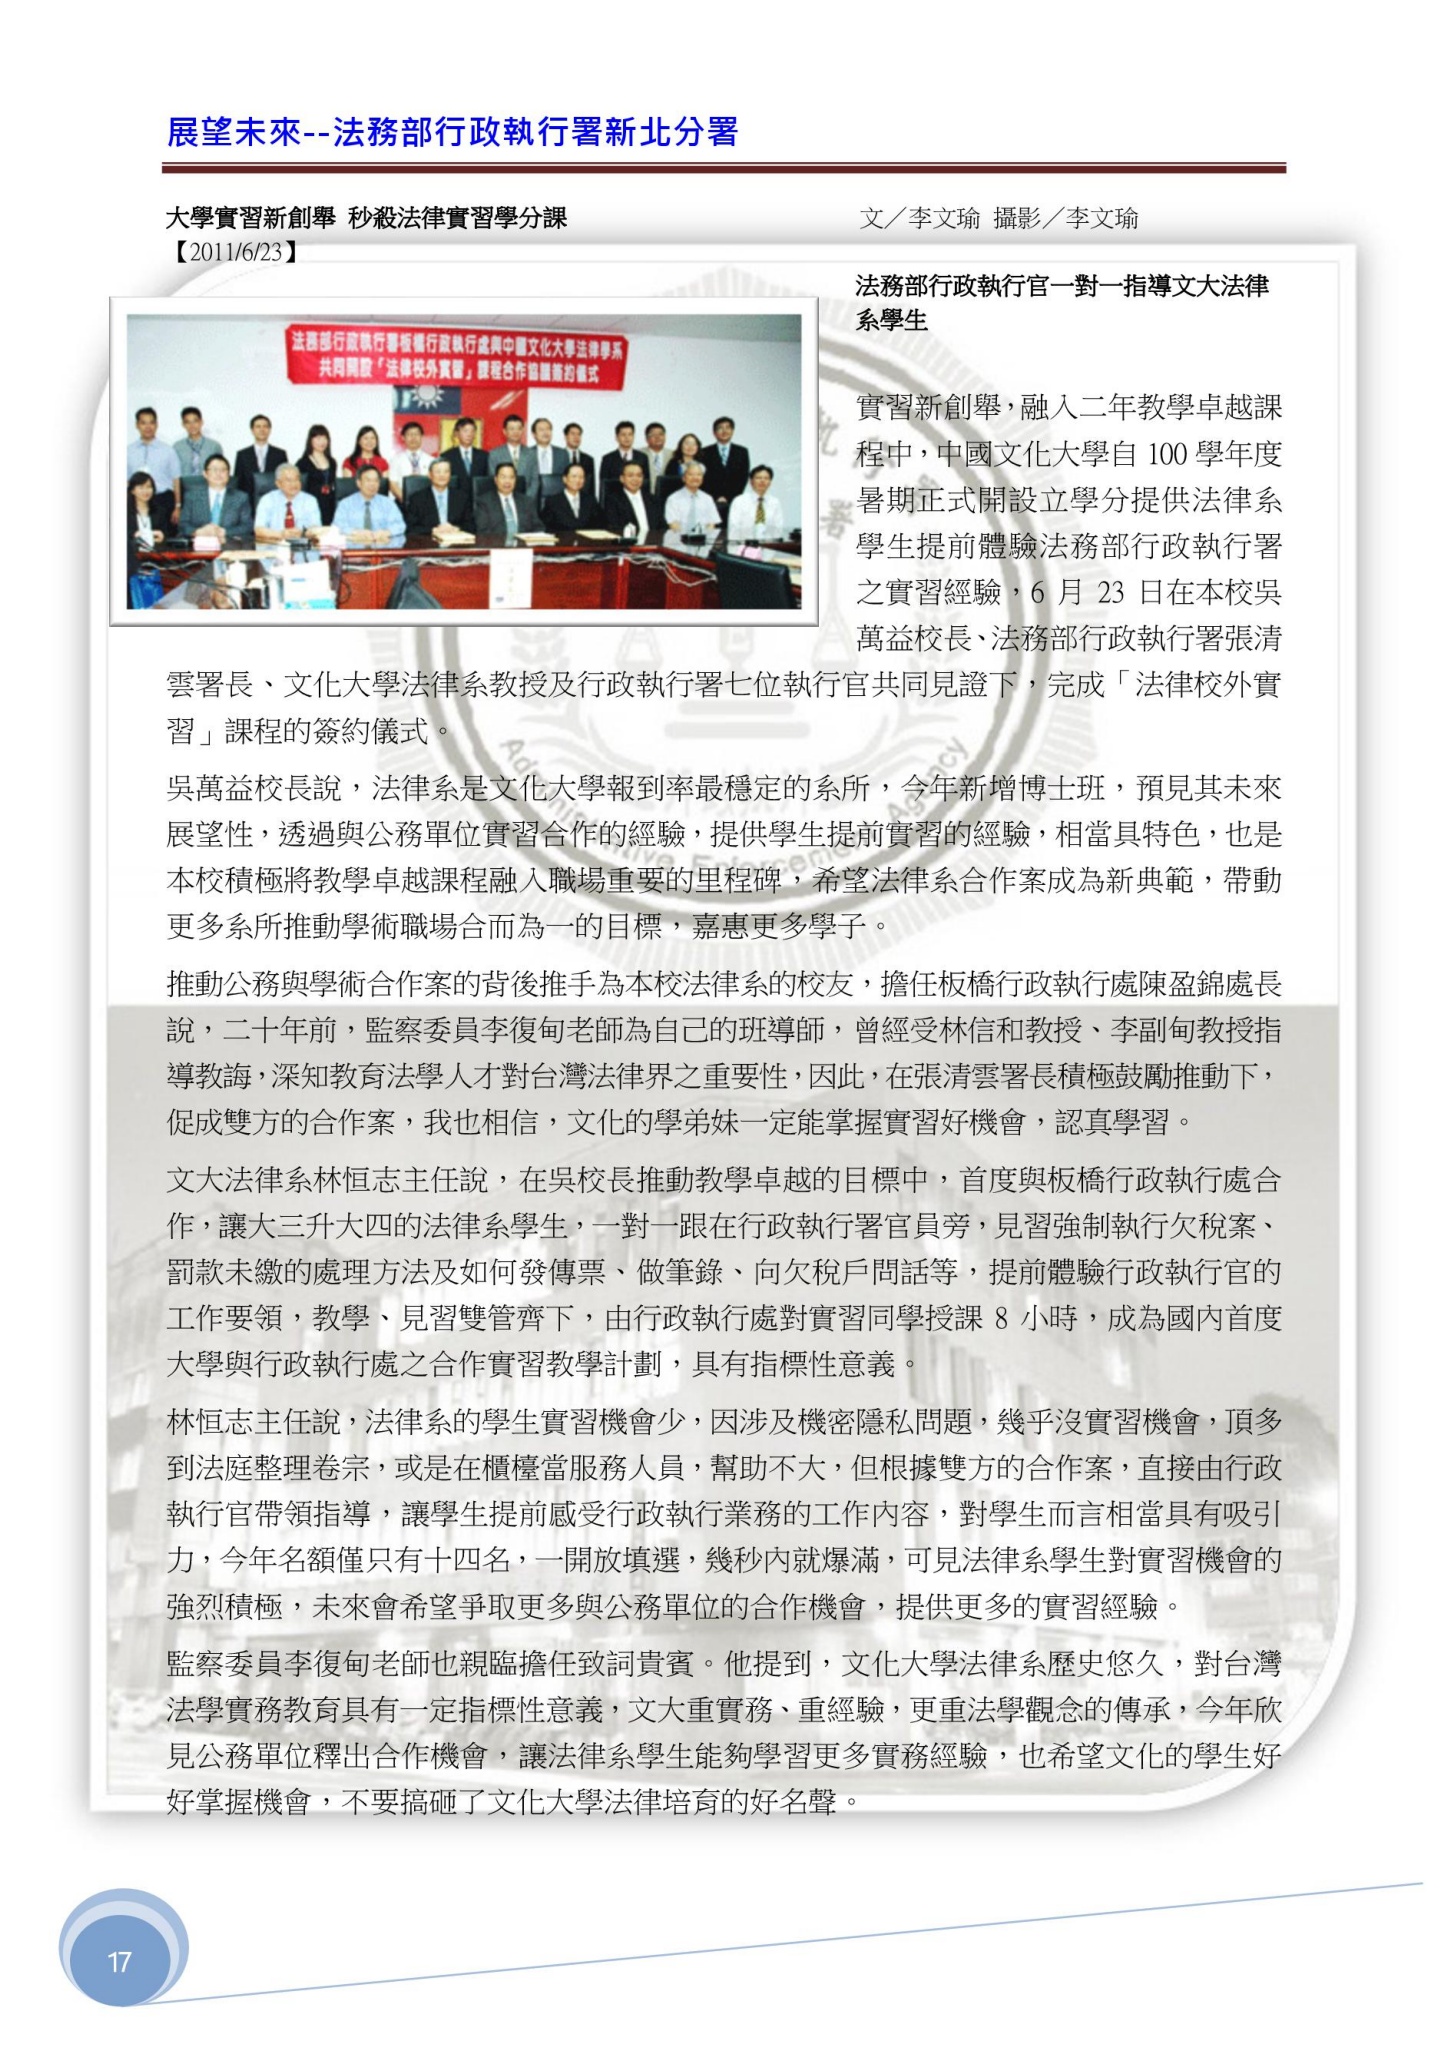 展望未來--法務部行政執行署新北分署
大學實習新創舉 秒殺法律實習學分課
文／李文瑜 攝影／李文瑜
【2011/6/23】
法務部行政執行署板橋行政執行處與中國文化大學法律學系
共同開設「法律校外實習」課程合作協議簽約儀式
法務部行政執行官一對一指導文大法律
系學生
實習新創舉，融入二年教學卓越課
程中，中國文化大學自 100 學年度
暑期正式開設立學分提供法律系
學生提前體驗法務部行政執行署
之實習經驗，6 月 23 日在本校吳
萬益校長、法務部行政執行署張清
雲署長、文化大學法律系教授及行政執行署七位執行官共同見證下，完成「法律校外實
習」課程的簽約儀式。
吳萬益校長說，法律系是文化大學報到率最穩定的系所，今年新增博士班，預見其未來
展望性，透過與公務單位實習合作的經驗，提供學生提前實習的經驗，相當具特色，也是
本校積極將教學卓越課程融入職場重要的里程碑，希望法律系合作案成為新典範，帶動
更多系所推動學術職場合而為一的目標，嘉惠更多學子。
推動公務與學術合作案的背後推手為本校法律系的校友，擔任板橋行政執行處陳盈錦處長
說，二十年前，監察委員李復甸老師為自己的班導師，曾經受林信和教授、李副甸教授指
導教誨，深知教育法學人才對台灣法律界之重要性，因此，在張清雲署長積極鼓勵推動下，
促成雙方的合作案，我也相信，文化的學弟妹一定能掌握實習好機會，認真學習。
文大法律系林恒志主任說，在吳校長推動教學卓越的目標中，首度與板橋行政執行處合
作，讓大三升大四的法律系學生，一對一跟在行政執行署官員旁，見習強制執行欠稅案、
罰款未繳的處理方法及如何發傳票、做筆錄、向欠稅戶問話等，提前體驗行政執行官的
工作要領，教學、見習雙管齊下，由行政執行處對實習同學授課 8 小時，成為國內首度
大學與行政執行處之合作實習教學計劃，具有指標性意義。
林恒志主任說，法律系的學生實習機會少，因涉及機密隱私問題，幾乎沒實習機會，頂多
到法庭整理卷宗，或是在櫃檯當服務人員，幫助不大，但根據雙方的合作案，直接由行政
執行官帶領指導，讓學生提前感受行政執行業務的工作內容，對學生而言相當具有吸引
力，今年名額僅只有十四名，一開放填選，幾秒內就爆滿，可見法律系學生對實習機會的
強烈積極，未來會希望爭取更多與公務單位的合作機會，提供更多的實習經驗。
監察委員李復甸老師也親臨擔任致詞貴賓。他提到，文化大學法律系歷史悠久，對台灣
法學實務教育具有一定指標性意義，文大重實務、重經驗，更重法學觀念的傳承，今年欣
見公務單位釋出合作機會，讓法律系學生能夠學習更多實務經驗，也希望文化的學生好
好掌握機會，不要搞砸了文化大學法律培育的好名聲。
Administrative Enforcement Agency
17